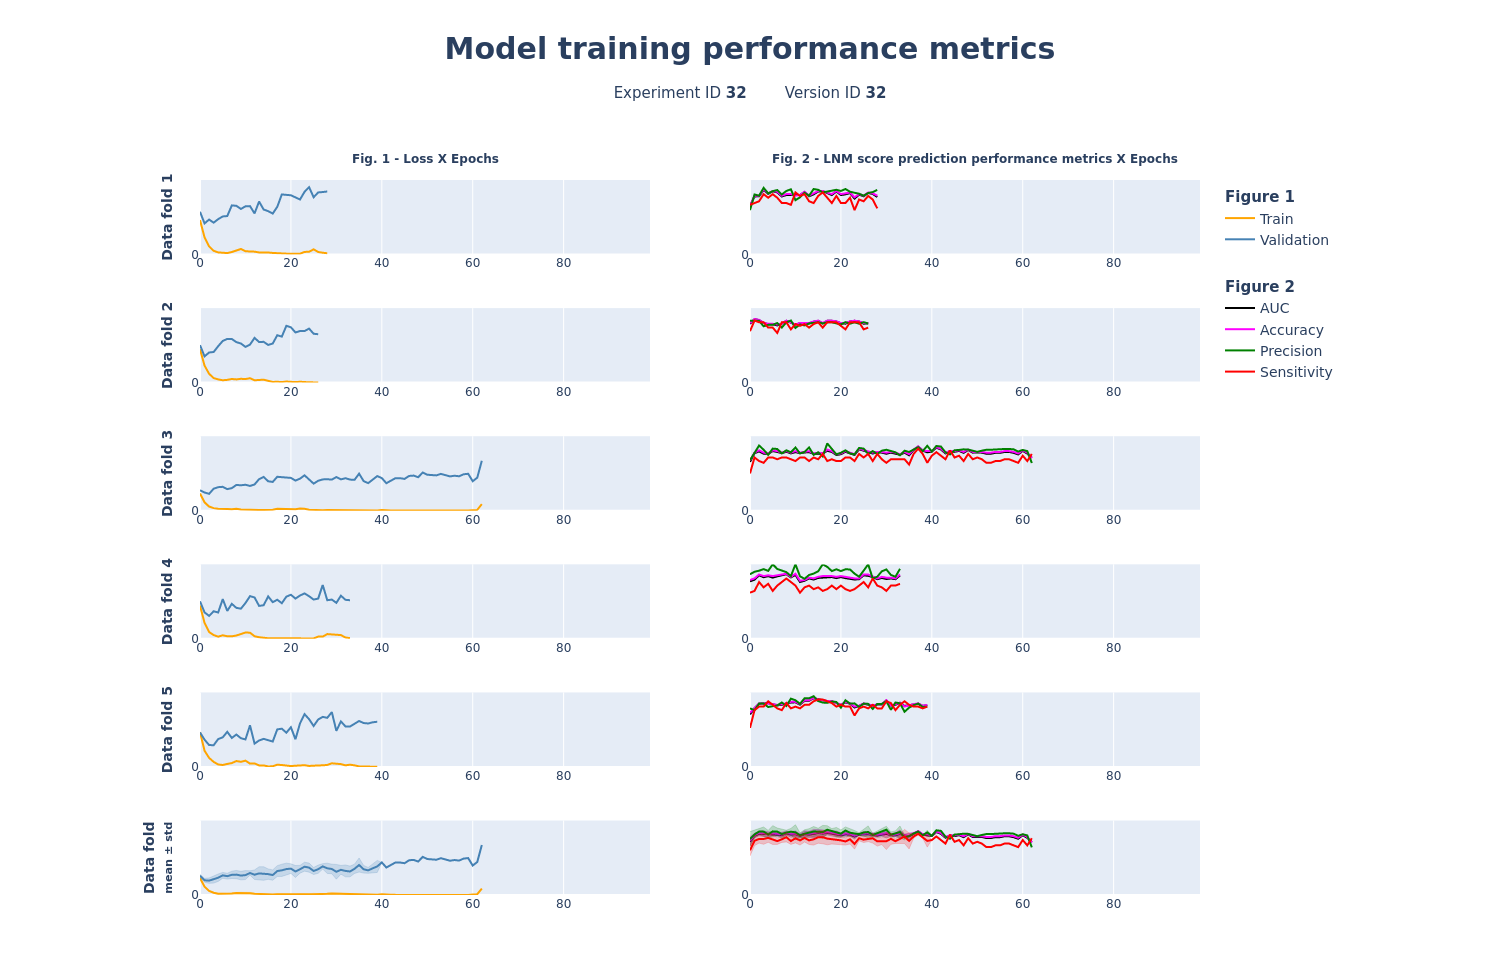 Model training performance metrics
Experiment ID 32 Version ID 32
Fig. 1 - Loss X Epochs
Fig. 2 - LNM score prediction performance metrics X Epochs
Data fold 1
0
0 20 40 60 80
0
0 20 40 60 80
Figure 1
Train
Validation
Figure 2
AUC
Accuracy
Precision
Sensitivity
Data fold 2
0
0 20 40 60 80
0
0 20 40 60 80
Data fold 3
0
0 20 40 60 80
0
0 20 40 60 80
Data fold 4
0
0 20 40 60 80
0
0 20 40 60 80
Data fold 5
0
0 20 40 60 80
0
0 20 40 60 80
Data fold
mean ± std
0
0 20 40 60 80
0
0 20 40 60 80